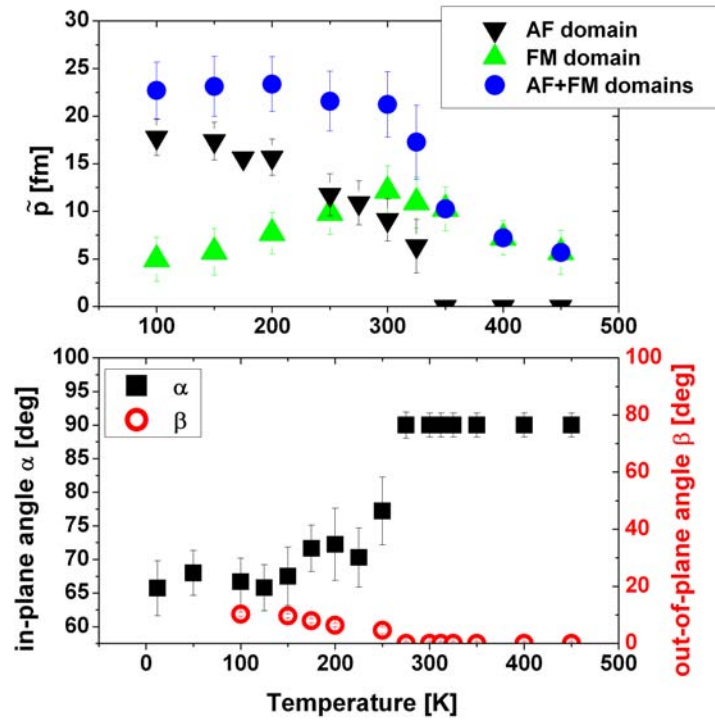 AF domain
FM domain
AF+FM domains
30
25
20
15
10
5
0
p̃ [fm]
100 200 300 400 500
α
β
100
95
90
85
80
75
70
65
60
in-plane angle α [deg]
100
80
60
40
20
0
out-of-plane angle β [deg]
0 100 200 300 400 500
Temperature [K]